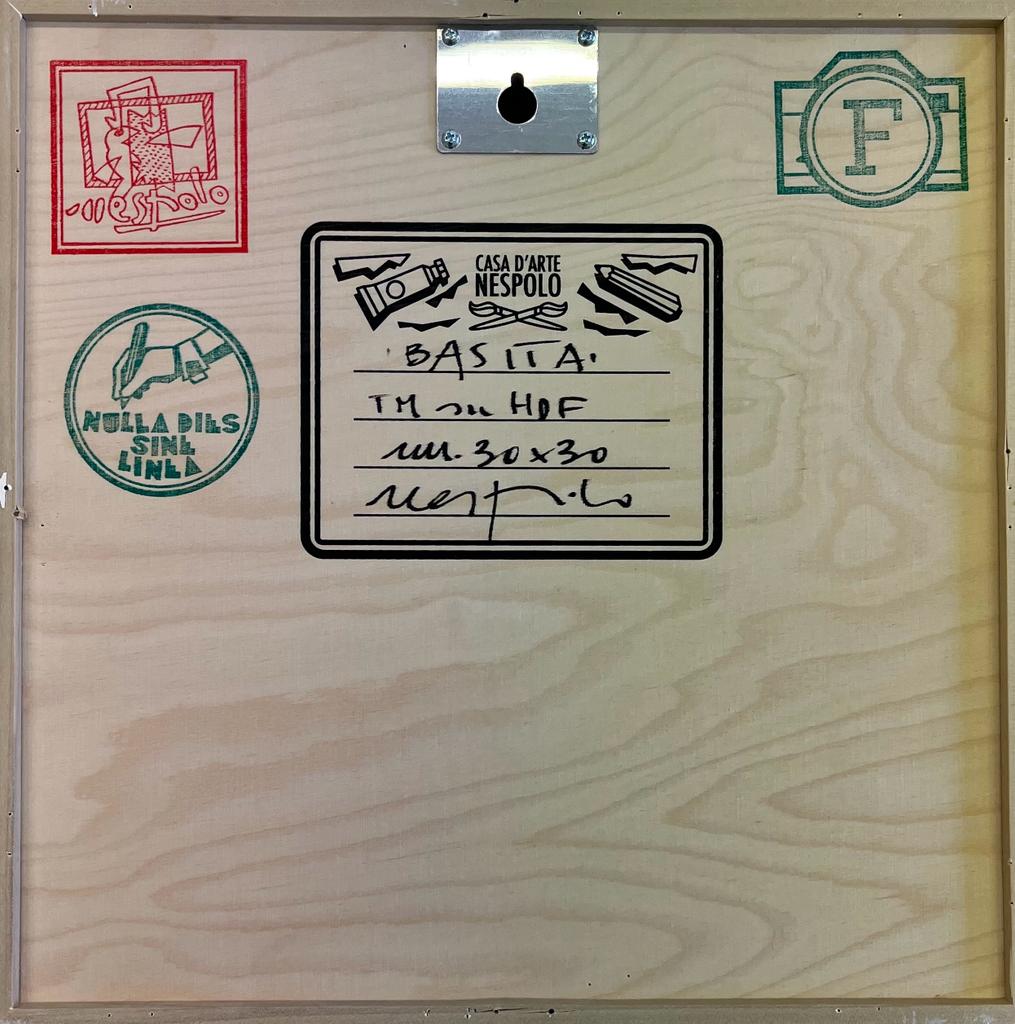 nespolo
F
CASA D'ARTE
NESPOLO
BASITA.
TM su HDF
cm. 30x30
Nespolo
NULLA DIES
SINE
LINEA